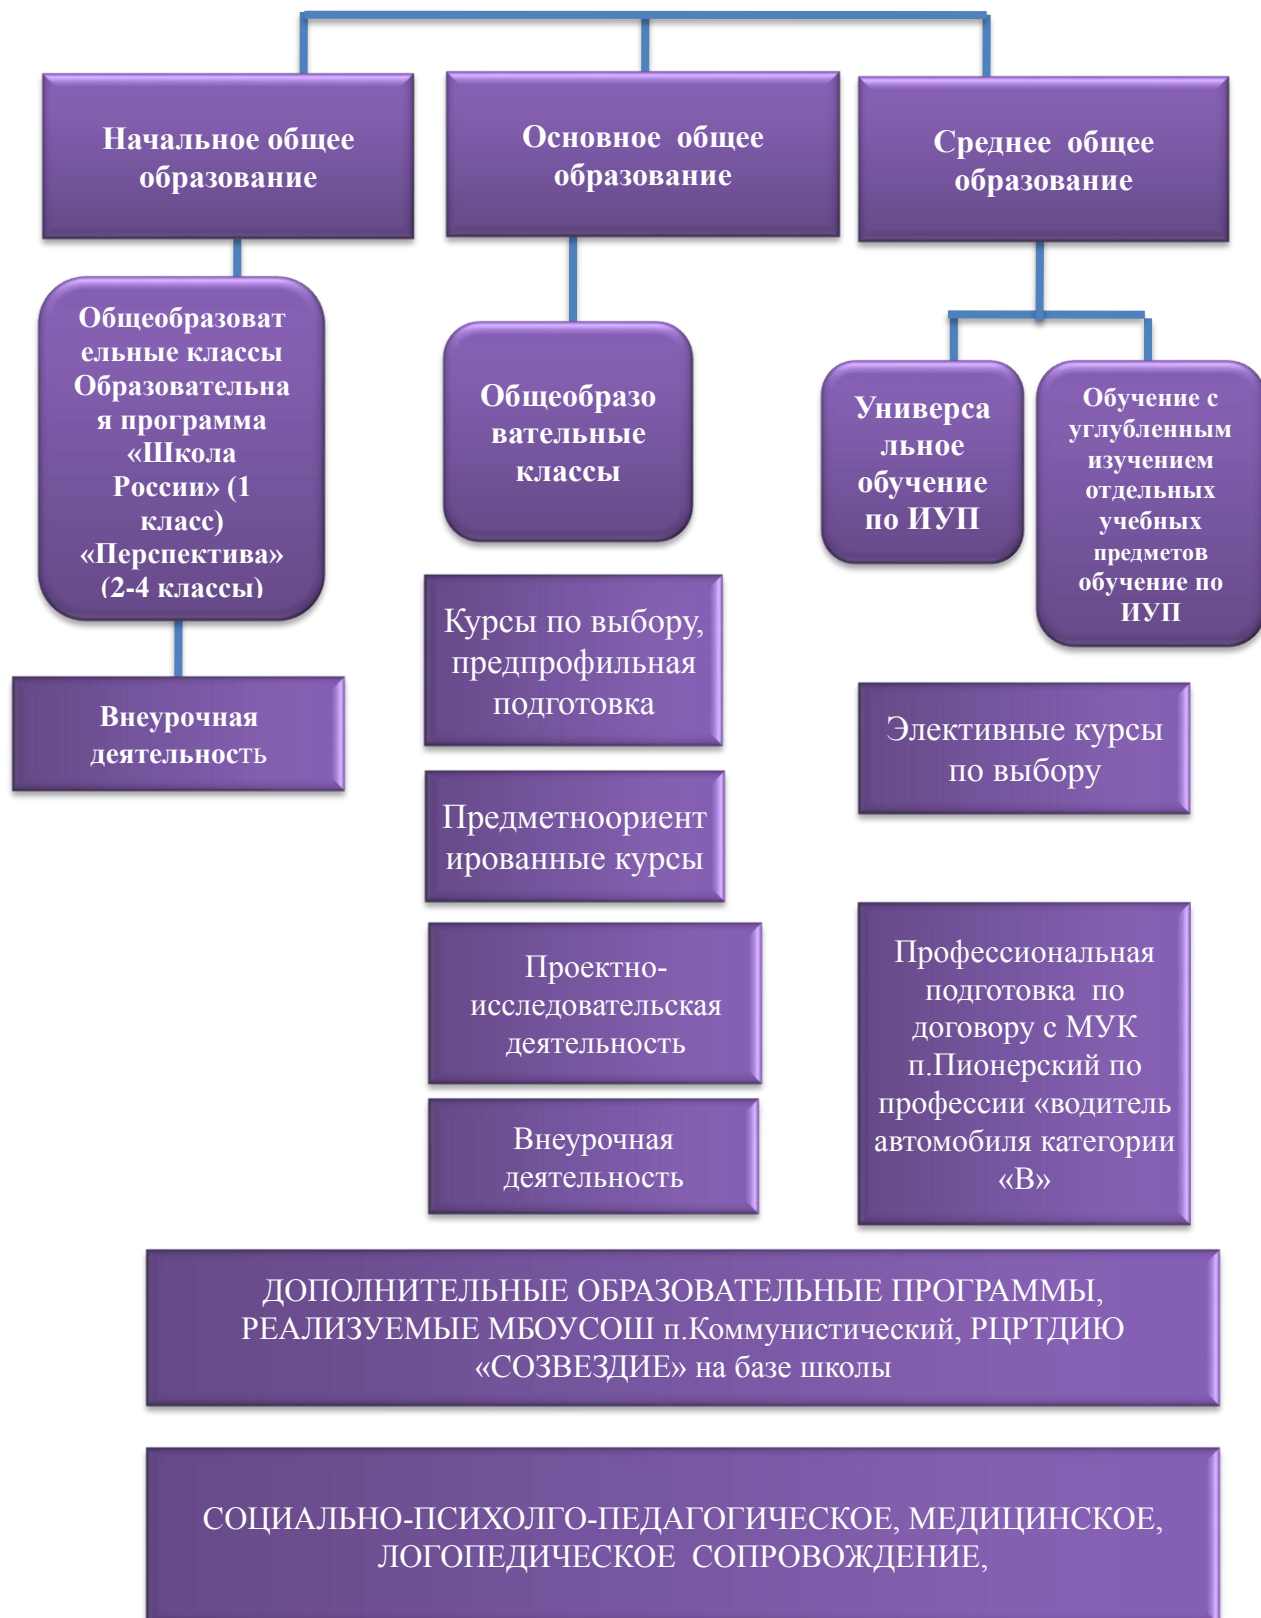 Начальное общее
образование
Основное общее
образование
Среднее общее
образование
Общеобразоват
ельные классы
Образовательна
я программа
«Школа
России» (1
класс)
«Перспектива»
(2-4 классы)
Общеобразо
вательные
классы
Универса
льное
обучение
по ИУП
Обучение с
углубленным
изучением
отдельных
учебных
предметов
обучение по
ИУП
Внеурочная
деятельность
Курсы по выбору,
предпрофильная
подготовка
Предметноориент
ированные курсы
Проектно-
исследовательская
деятельность
Внеурочная
деятельность
Элективные курсы
по выбору
Профессиональная
подготовка по
договору с МУК
п.Пионерский по
профессии «водитель
автомобиля категории
«В»
ДОПОЛНИТЕЛЬНЫЕ ОБРАЗОВАТЕЛЬНЫЕ ПРОГРАММЫ,
РЕАЛИЗУЕМЫЕ МБОУСОШ п.Коммунистический, РЦРТДИЮ
«СОЗВЕЗДИЕ» на базе школы
СОЦИАЛЬНО-ПСИХОЛГО-ПЕДАГОГИЧЕСКОЕ, МЕДИЦИНСКОЕ,
ЛОГОПЕДИЧЕСКОЕ СОПРОВОЖДЕНИЕ,